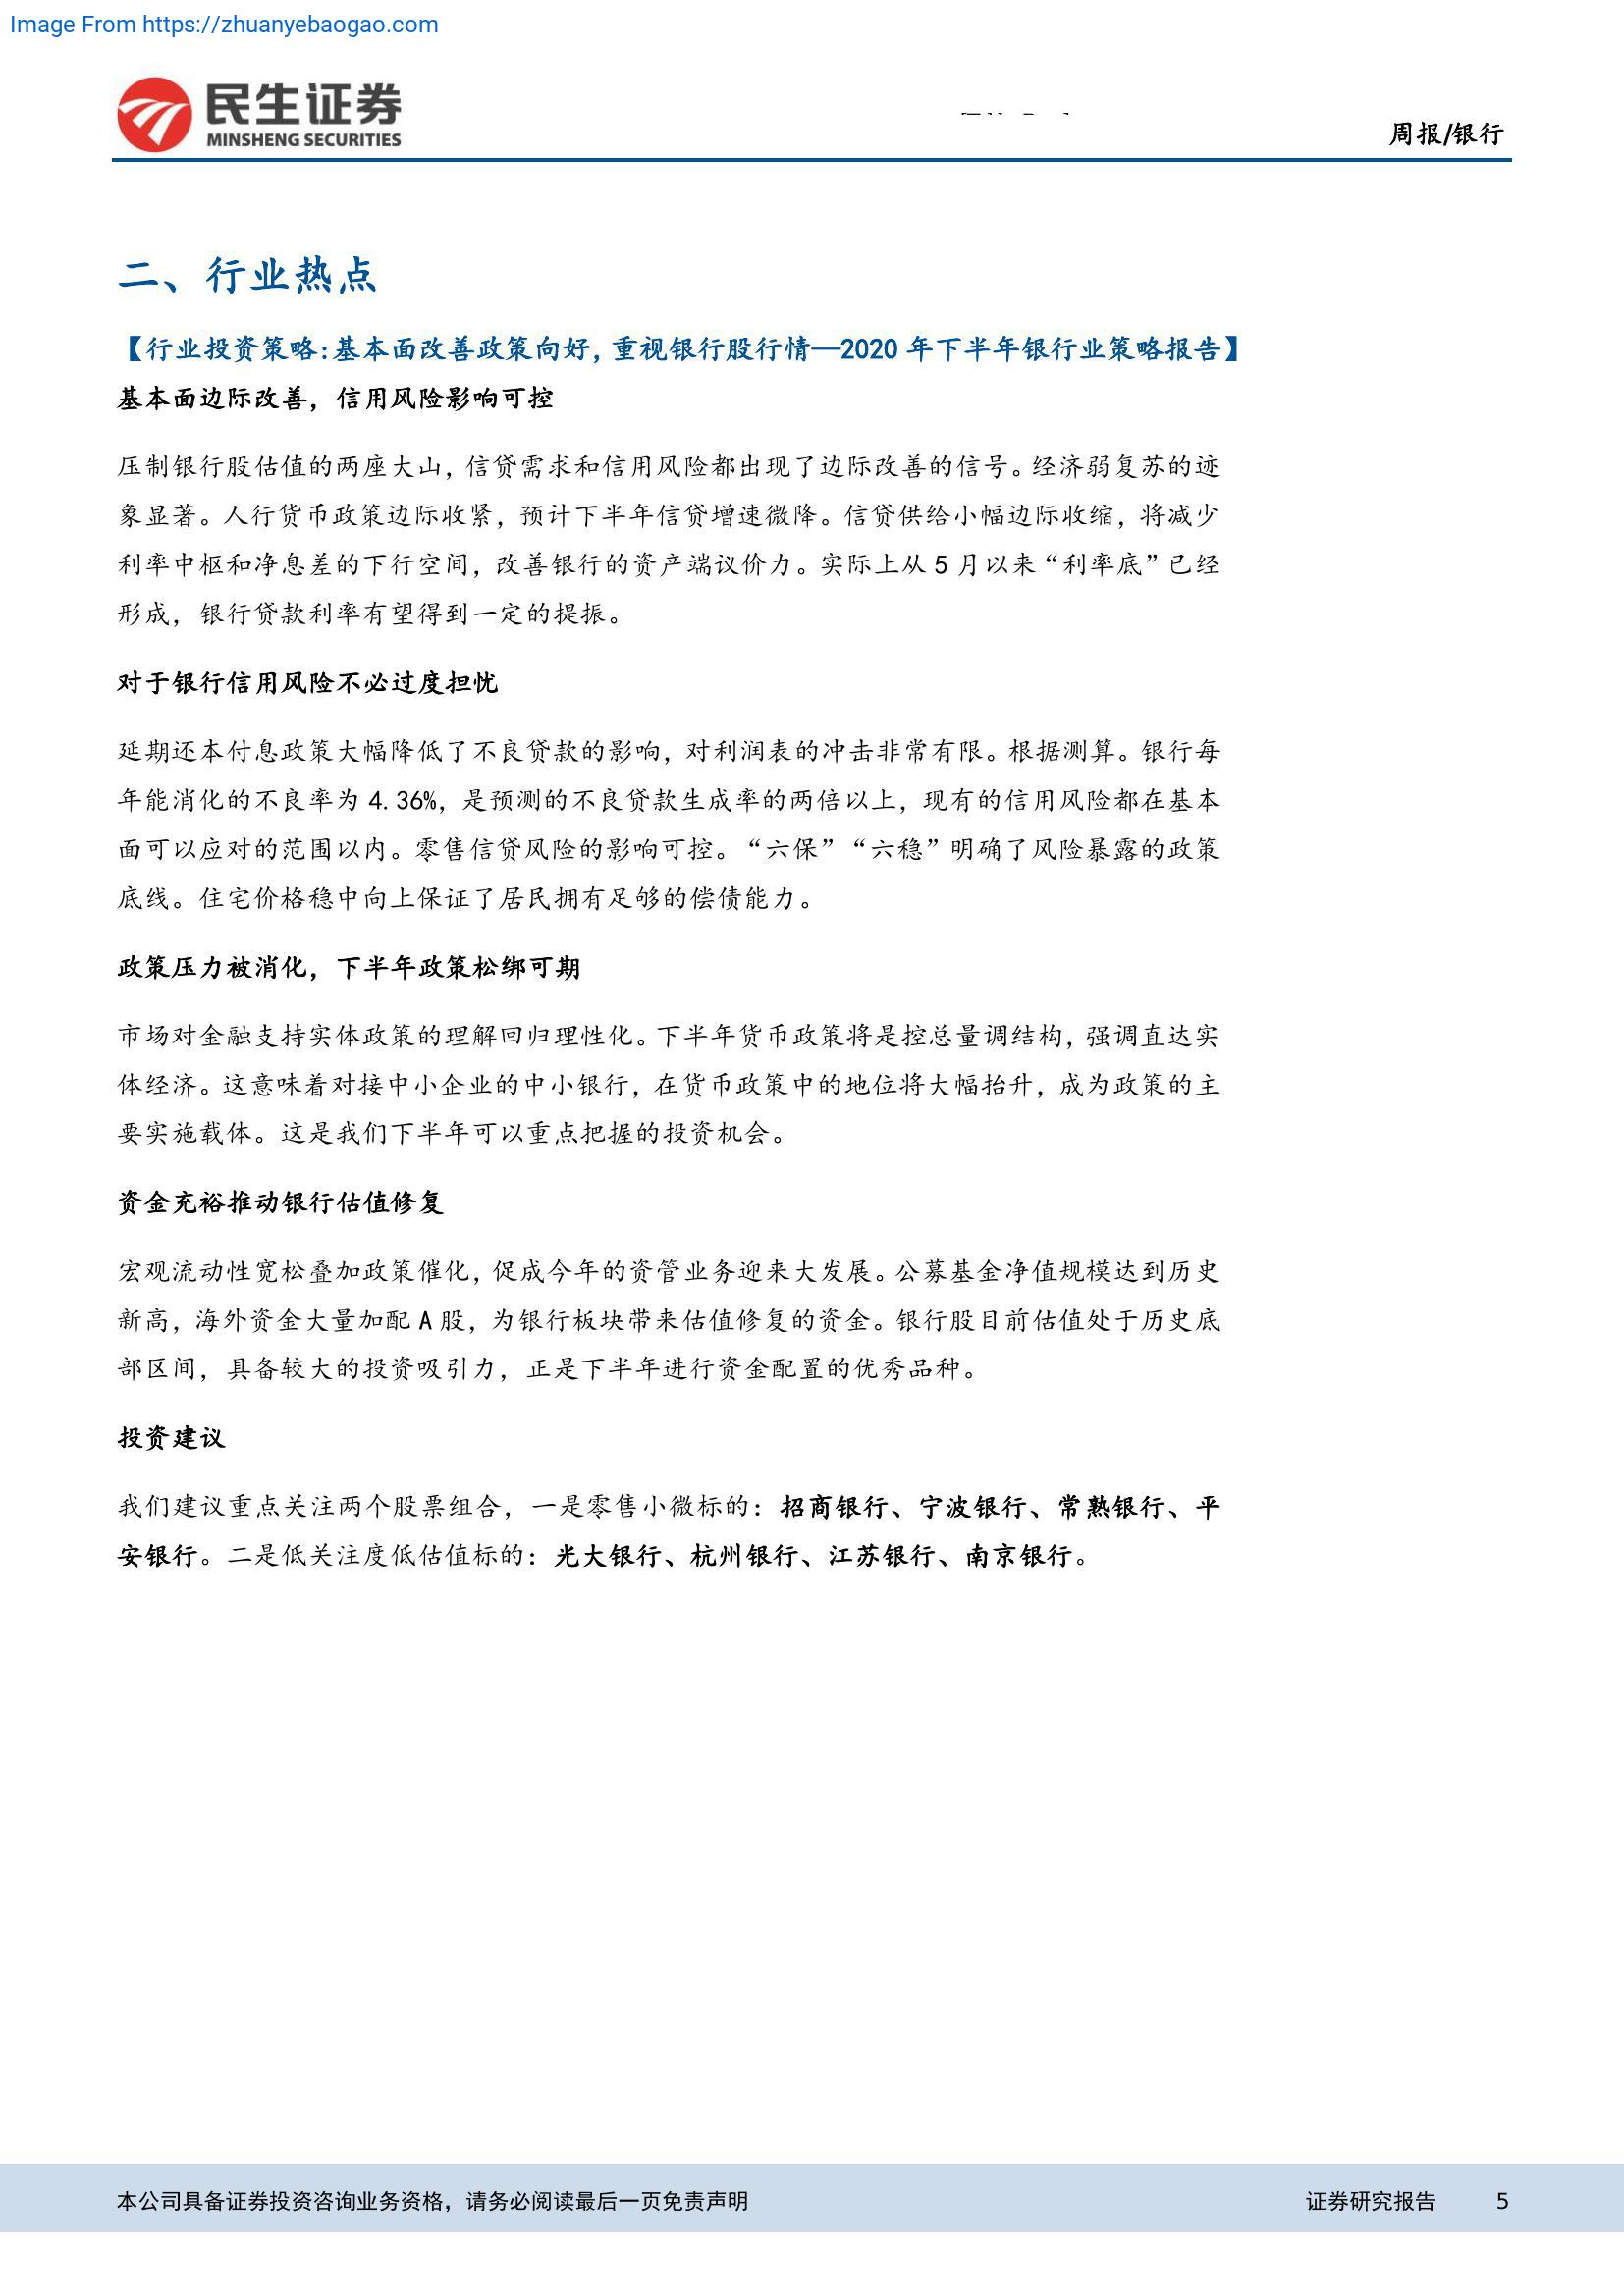 Image From https://zhuanyebaogao.com
民生证券
MINSHENG SECURITIES
周报/银行
二、行业热点
【行业投资策略:基本面改善政策向好,重视银行股行情—2020 年下半年银行业策略报告】
基本面边际改善，信用风险影响可控
压制银行股估值的两座大山，信贷需求和信用风险都出现了边际改善的信号。经济弱复苏的迹
象显著。人行货币政策边际收紧，预计下半年信贷增速微降。信贷供给小幅边际收缩，将减少
利率中枢和净息差的下行空间，改善银行的资产端议价力。实际上从 5 月以来“利率底”已经
形成，银行贷款利率有望得到一定的提振。
对于银行信用风险不必过度担忧
延期还本付息政策大幅降低了不良贷款的影响，对利润表的冲击非常有限。根据测算。银行每
年能消化的不良率为 4.36%，是预测的不良贷款生成率的两倍以上，现有的信用风险都在基本
面可以应对的范围以内。零售信贷风险的影响可控。“六保”“六稳”明确了风险暴露的政策
底线。住宅价格稳中向上保证了居民拥有足够的偿债能力。
政策压力被消化，下半年政策松绑可期
市场对金融支持实体政策的理解回归理性化。下半年货币政策将是控总量调结构，强调直达实
体经济。这意味着对接中小企业的中小银行，在货币政策中的地位将大幅抬升，成为政策的主
要实施载体。这是我们下半年可以重点把握的投资机会。
资金充裕推动银行估值修复
宏观流动性宽松叠加政策催化，促成今年的资管业务迎来大发展。公募基金净值规模达到历史
新高，海外资金大量加配 A 股，为银行板块带来估值修复的资金。银行股目前估值处于历史底
部区间，具备较大的投资吸引力，正是下半年进行资金配置的优秀品种。
投资建议
我们建议重点关注两个股票组合，一是零售小微标的：招商银行、宁波银行、常熟银行、平
安银行。二是低关注度低估值标的：光大银行、杭州银行、江苏银行、南京银行。
本公司具备证券投资咨询业务资格，请务必阅读最后一页免责声明
证券研究报告 5